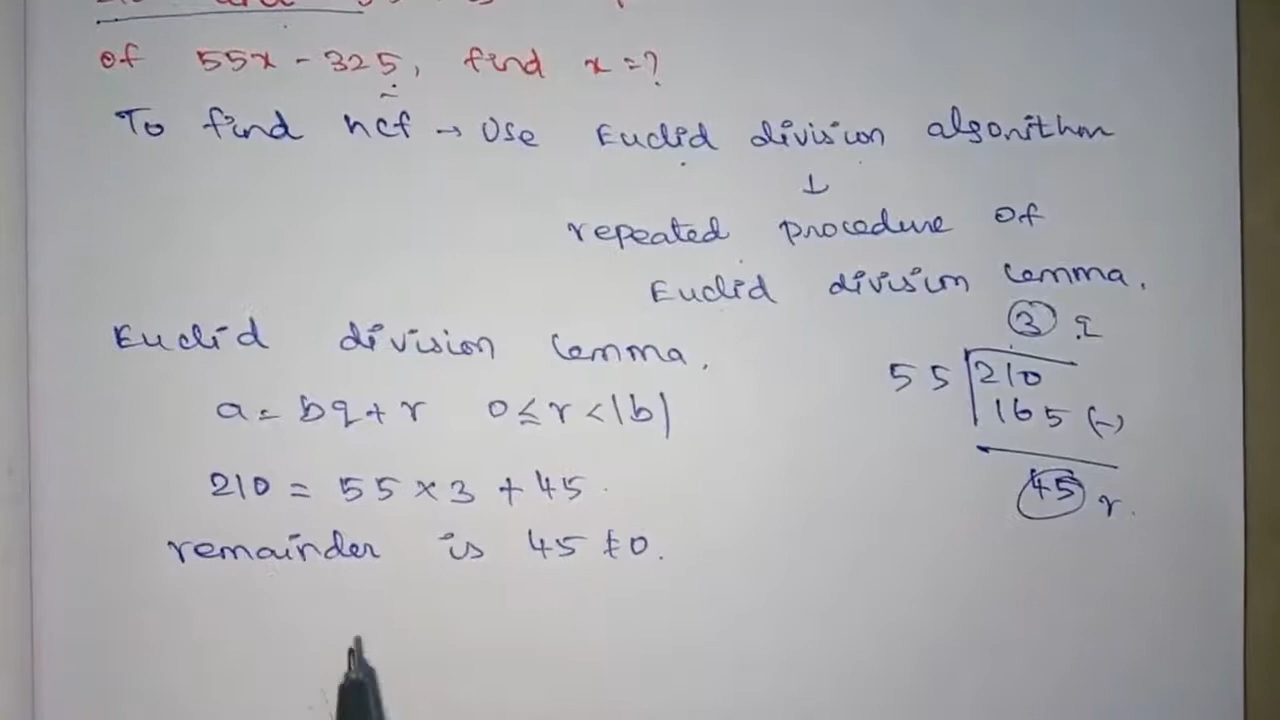 of 55x - 325, find x = ?
To find hcf → Use Euclid division algorithm
↓
repeated procedure of
Euclid division lemma.
Euclid division lemma.
a = bq + r 0 ≤ r < |b|
210 = 55 × 3 + 45.
remainder is 45 ≠ 0.
3 q
55 210
165 (-)
45 r.